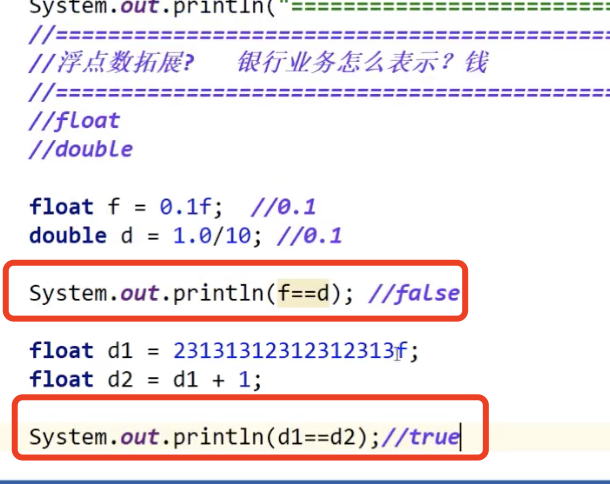 System.out.println("==========================
//===========================================
//浮点数拓展? 银行业务怎么表示？钱
//===========================================
//float
//double
float f = 0.1f; //0.1
double d = 1.0/10; //0.1
System.out.println(f==d); //false
float d1 = 23131312312312313f;
float d2 = d1 + 1;
System.out.println(d1==d2);//true